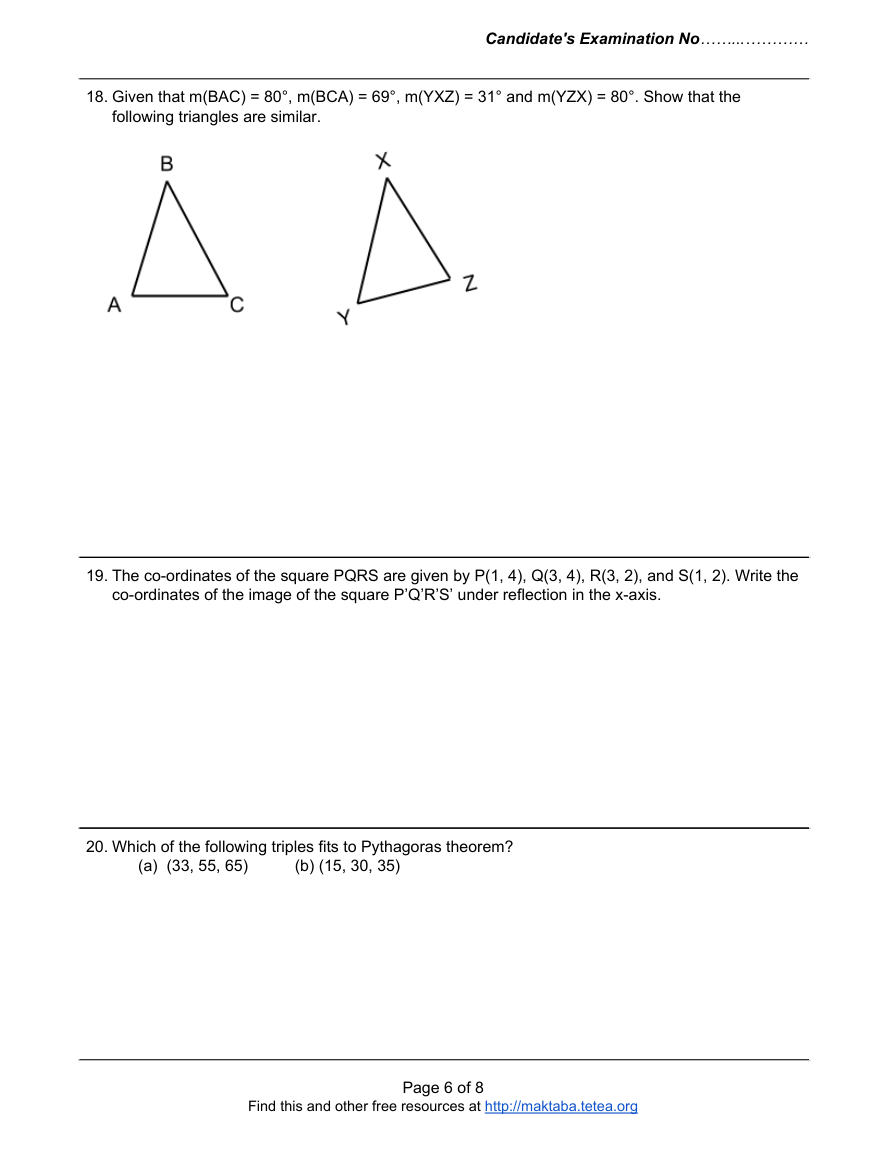 Candidate's Examination No……...…………
18. Given that m(BAC) = 80°, m(BCA) = 69°, m(YXZ) = 31° and m(YZX) = 80°. Show that the
following triangles are similar.
B
X
A
C
Y
Z
19. The co-ordinates of the square PQRS are given by P(1, 4), Q(3, 4), R(3, 2), and S(1, 2). Write the
co-ordinates of the image of the square P’Q’R’S’ under reflection in the x-axis.
20. Which of the following triples fits to Pythagoras theorem?
(a) (33, 55, 65) (b) (15, 30, 35)
Page 6 of 8
Find this and other free resources at http://maktaba.tetea.org